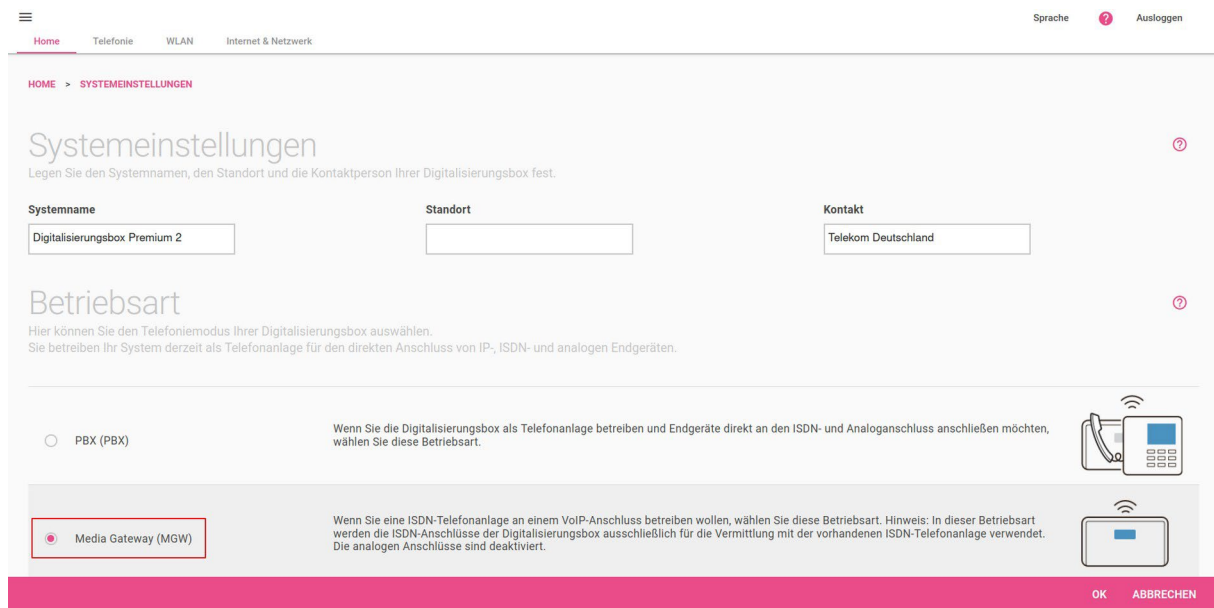 Sprache ? Ausloggen
Home Telefonie WLAN Internet & Netzwerk
HOME > SYSTEMEINSTELLUNGEN
Systemeinstellungen ?
Legen Sie den Systemnamen, den Standort und die Kontaktperson Ihrer Digitalisierungsbox fest.
Systemname Standort Kontakt
Digitalisierungsbox Premium 2 Telekom Deutschland
Betriebsart ?
Hier können Sie den Telefoniemodus Ihrer Digitalisierungsbox auswählen.
Sie betreiben Ihr System derzeit als Telefonanlage für den direkten Anschluss von IP-, ISDN- und analogen Endgeräten.
PBX (PBX)
Wenn Sie die Digitalisierungsbox als Telefonanlage betreiben und Endgeräte direkt an den ISDN- und Analoganschluss anschließen möchten,
wählen Sie diese Betriebsart.
Media Gateway (MGW)
Wenn Sie eine ISDN-Telefonanlage an einem VoIP-Anschluss betreiben wollen, wählen Sie diese Betriebsart. Hinweis: In dieser Betriebsart
werden die ISDN-Anschlüsse der Digitalisierungsbox ausschließlich für die Vermittlung mit der vorhandenen ISDN-Telefonanlage verwendet.
Die analogen Anschlüsse sind deaktiviert.
OK ABBRECHEN